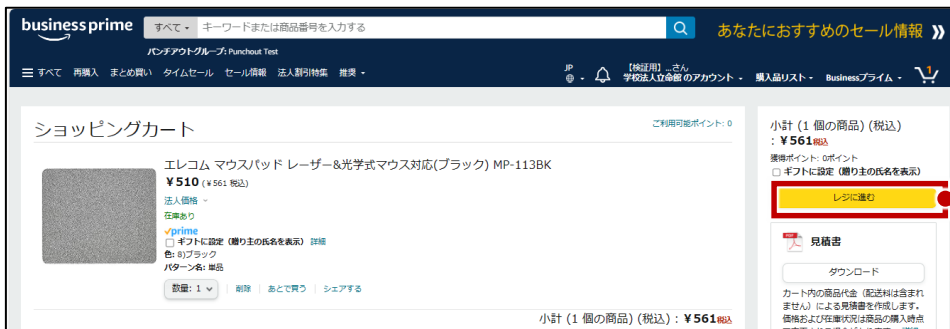 business prime
すべて
キーワードまたは商品番号を入力する
あなたにおすすめのセール情報 》
パンチアウトグループ: Punchout Test
すべて 再購入 まとめ買い タイムセール セール情報 法人割引特集 推奨
JP
【検証用】...さん
学校法人立命館 のアカウント
購入品リスト
Businessプライム
1
ショッピングカート
ご利用可能ポイント: 0
エレコム マウスパッド レーザー&光学式マウス対応(ブラック) MP-113BK
¥510 (¥561 税込)
法人価格
在庫あり
prime
ギフトに設定（贈り主の氏名を表示） 詳細
色: 8)ブラック
パターン名: 単品
数量: 1 削除 あとで買う シェアする
小計 (1 個の商品) (税込) : ¥561税込
小計 (1 個の商品) (税込)
: ¥561税込
獲得ポイント: 0ポイント
ギフトに設定（贈り主の氏名を表示）
レジに進む
PDF 見積書
ダウンロード
カート内の商品代金（配送料は含まれ
ません）による見積書を作成します。
価格および在庫状況は商品の購入時点